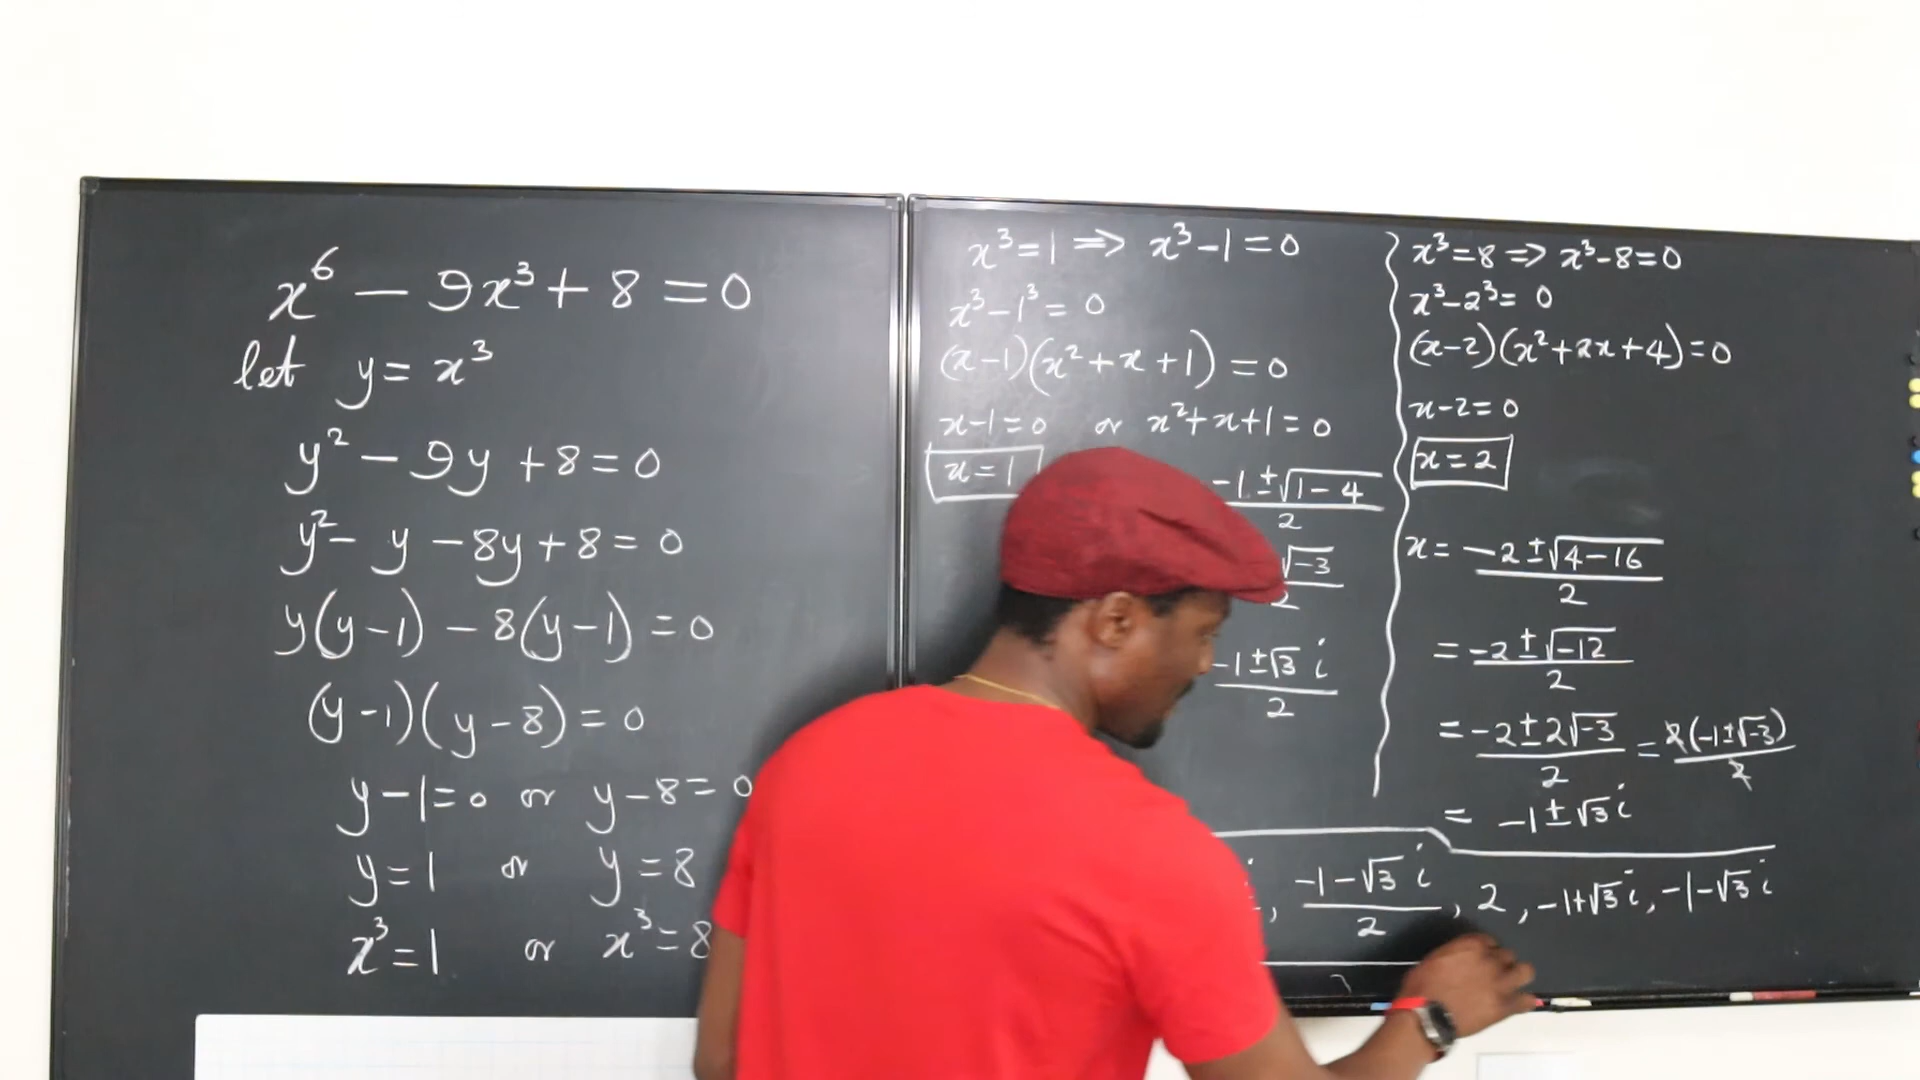 x⁶ − 9x³ + 8 = 0
let y = x³
y² − 9y + 8 = 0
y² − y − 8y + 8 = 0
y(y−1) − 8(y−1) = 0
(y−1)(y−8) = 0
y−1=0 or y−8=0
y=1 or y=8
x³=1 or x³=8
x³=1 ⇒ x³−1=0
x³−1³=0
(x−1)(x²+x+1)=0
x−1=0 or x²+x+1=0
x=1
−1±√(1−4) / 2
√−3 / 2
−1±√3 i / 2
x³=8 ⇒ x³−8=0
x³−2³=0
(x−2)(x²+2x+4)=0
x−2=0
x=2
x = −2±√(4−16) / 2
= −2±√−12 / 2
= −2±2√−3 / 2 = 2(−1±√−3) / 2
= −1±√3 i
i, (−1−√3 i)/2, 2, −1+√3 i, −1−√3 i